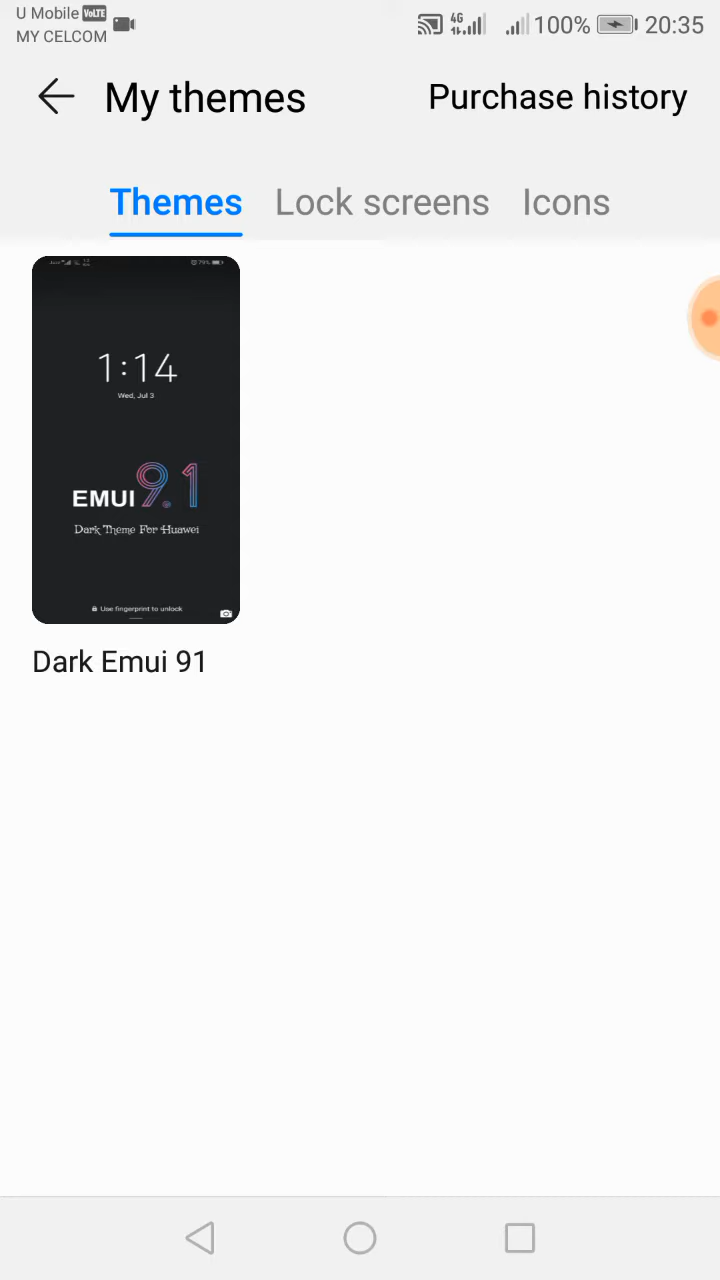 U Mobile VoLTE
MY CELCOM
4G
100%
20:35
My themes
Purchase history
Themes
Lock screens
Icons
79%
1:14
Wed, Jul 3
EMUI 9.1
Dark Theme For Huawei
Use fingerprint to unlock
Dark Emui 91